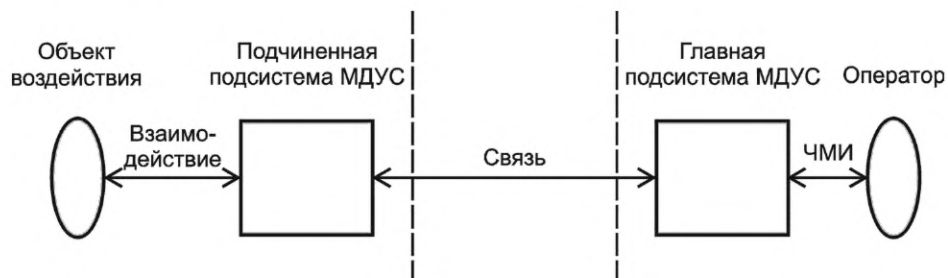 Объект
воздействия
Подчиненная
подсистема МДУС
Главная
подсистема МДУС
Оператор
Взаимо-
действие
Связь
ЧМИ